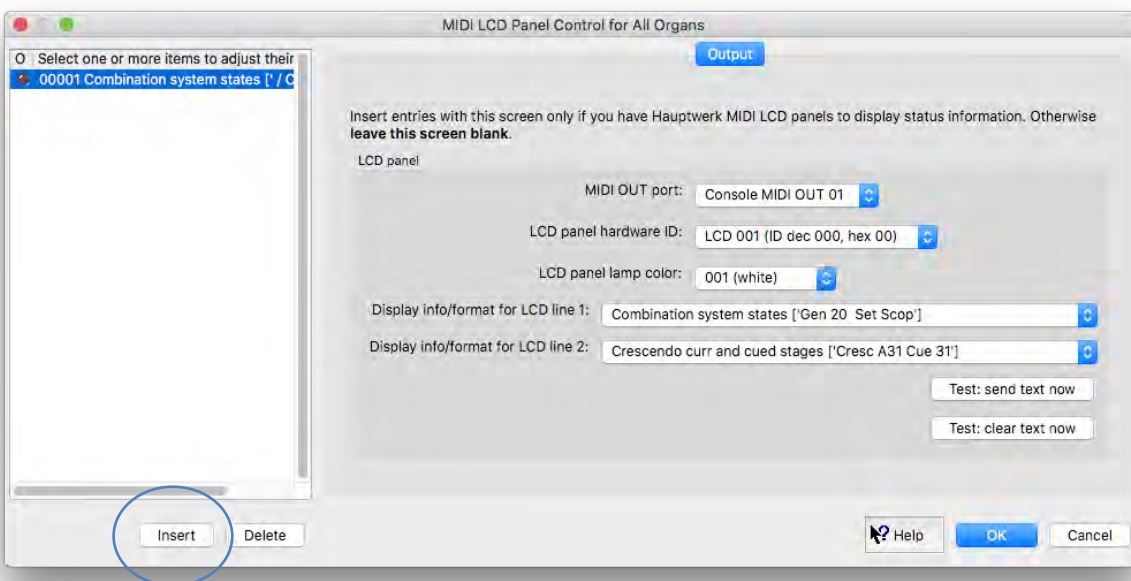 MIDI LCD Panel Control for All Organs
O Select one or more items to adjust their
00001 Combination system states [' / C
Output
Insert entries with this screen only if you have Hauptwerk MIDI LCD panels to display status information. Otherwise
leave this screen blank.
LCD panel
MIDI OUT port: Console MIDI OUT 01
LCD panel hardware ID: LCD 001 (ID dec 000, hex 00)
LCD panel lamp color: 001 (white)
Display info/format for LCD line 1: Combination system states ['Gen 20 Set Scop']
Display info/format for LCD line 2: Crescendo curr and cued stages ['Cresc A31 Cue 31']
Test: send text now
Test: clear text now
Insert Delete ? Help OK Cancel